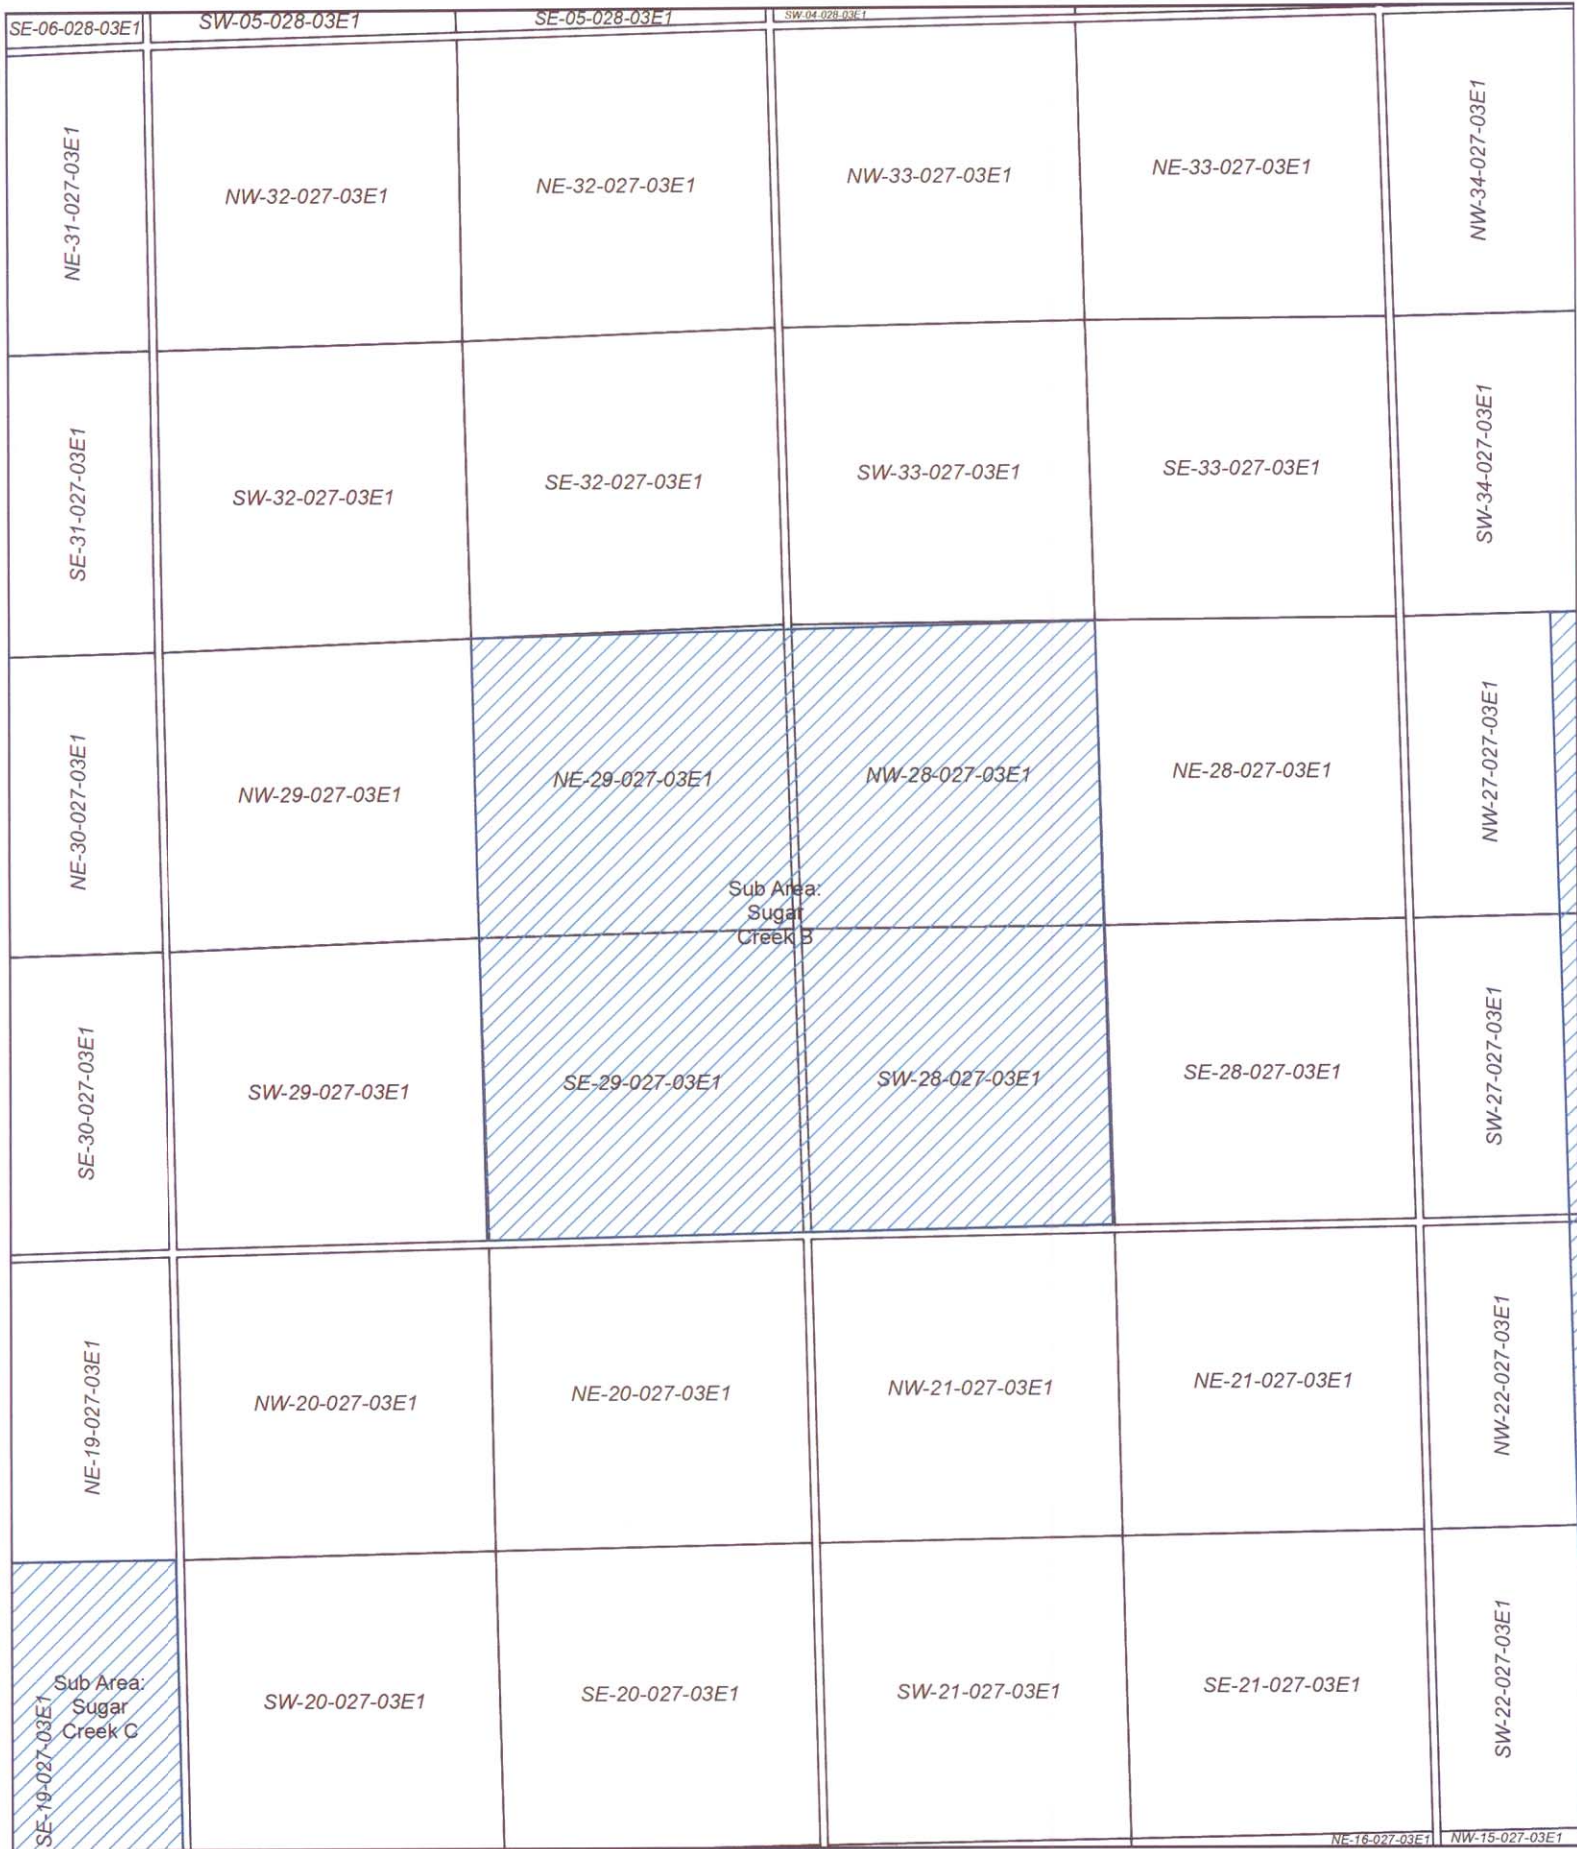 SE-06-028-03E1
SW-05-028-03E1
SE-05-028-03E1
SW-04-028-03E1
NE-31-027-03E1
NW-32-027-03E1
NE-32-027-03E1
NW-33-027-03E1
NE-33-027-03E1
NW-34-027-03E1
SE-31-027-03E1
SW-32-027-03E1
SE-32-027-03E1
SW-33-027-03E1
SE-33-027-03E1
SW-34-027-03E1
NE-30-027-03E1
NW-29-027-03E1
NE-29-027-03E1
NW-28-027-03E1
NE-28-027-03E1
NW-27-027-03E1
Sub Area:
Sugar
Creek B
SE-30-027-03E1
SW-29-027-03E1
SE-29-027-03E1
SW-28-027-03E1
SE-28-027-03E1
SW-27-027-03E1
NE-19-027-03E1
NW-20-027-03E1
NE-20-027-03E1
NW-21-027-03E1
NE-21-027-03E1
NW-22-027-03E1
SE-19-027-03E1
Sub Area:
Sugar
Creek C
SW-20-027-03E1
SE-20-027-03E1
SW-21-027-03E1
SE-21-027-03E1
SW-22-027-03E1
NE-16-027-03E1
NW-15-027-03E1